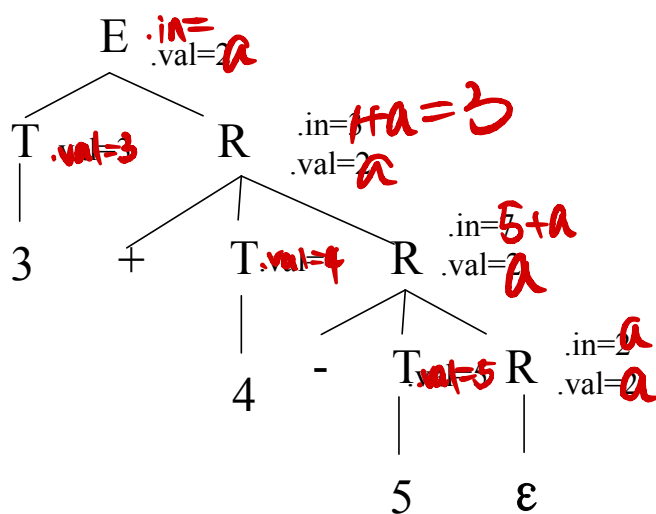 E .in=
.val=2 a
T .val=3 R .in=3 1+a=3
.val=2 a
3 + T .val=4 R .in=7 5+a
.val=2 a
4 - T .val=5 R .in=2 a
.val=2 a
5 ε